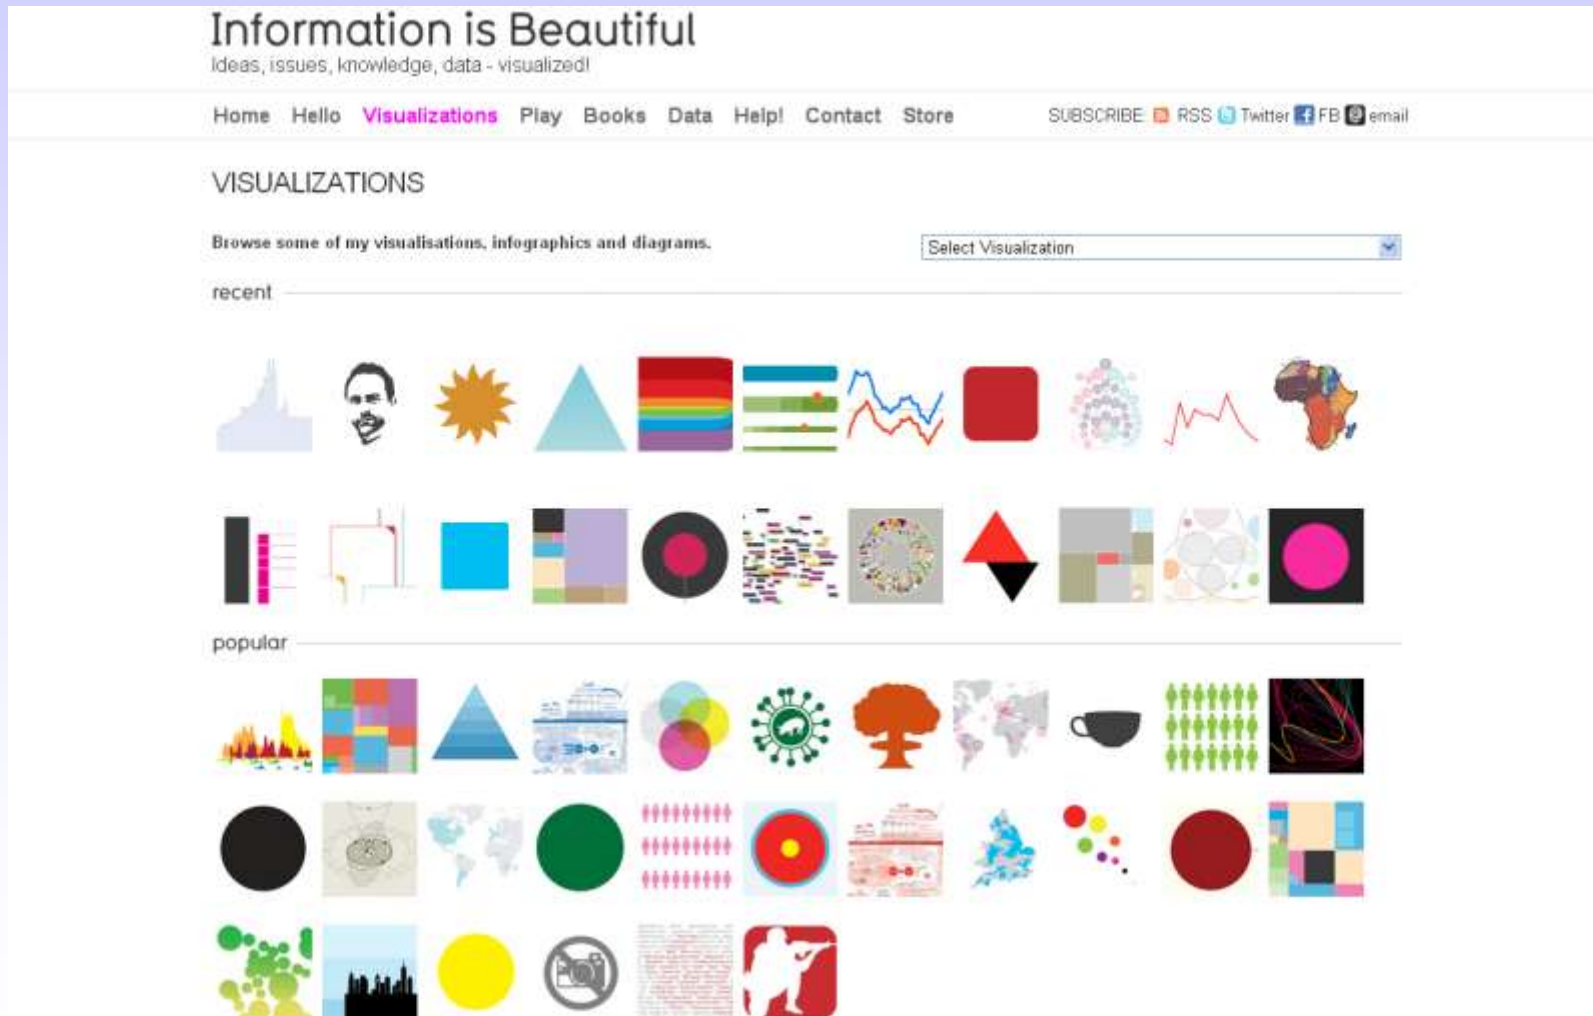 Information is Beautiful
Ideas, issues, knowledge, data - visualized!
Home Hello Visualizations Play Books Data Help! Contact Store SUBSCRIBE: RSS Twitter FB email
VISUALIZATIONS
Browse some of my visualisations, infographics and diagrams.
Select Visualization
recent
popular